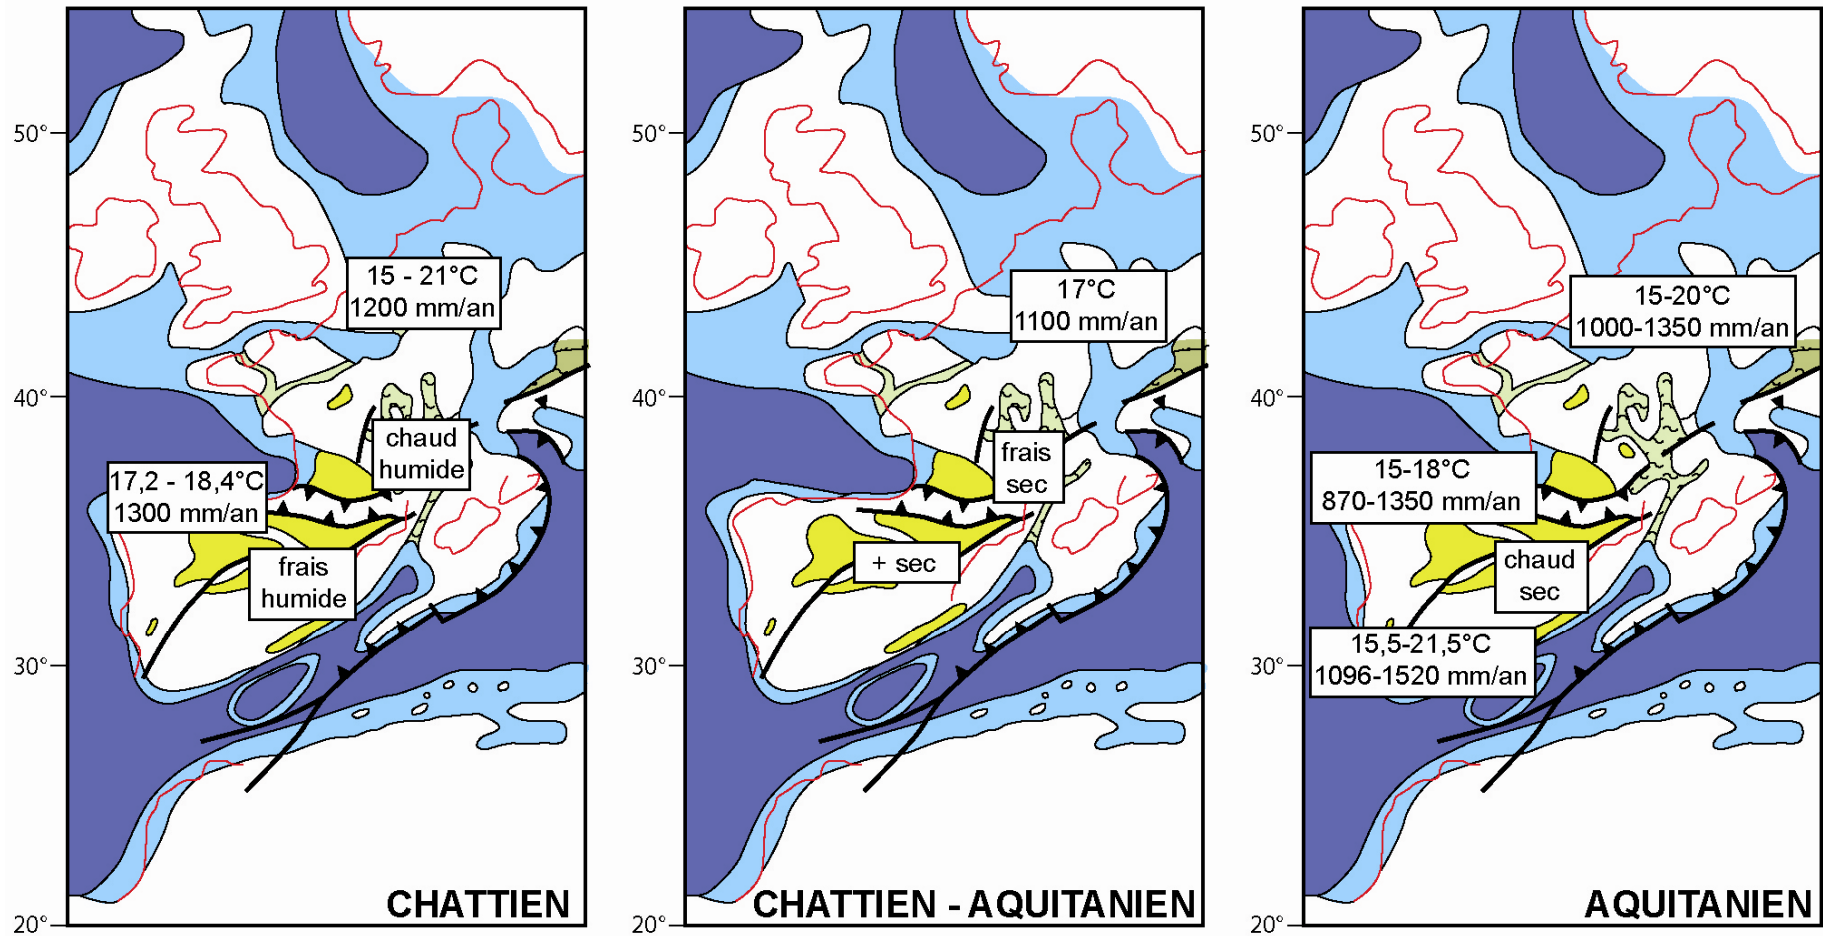 50°
40°
30°
20°
15 - 21°C
1200 mm/an
chaud
humide
17,2 - 18,4°C
1300 mm/an
frais
humide
CHATTIEN
50°
40°
30°
20°
17°C
1100 mm/an
frais
sec
+ sec
CHATTIEN - AQUITANIEN
50°
40°
30°
20°
15-20°C
1000-1350 mm/an
15-18°C
870-1350 mm/an
chaud
sec
15,5-21,5°C
1096-1520 mm/an
AQUITANIEN